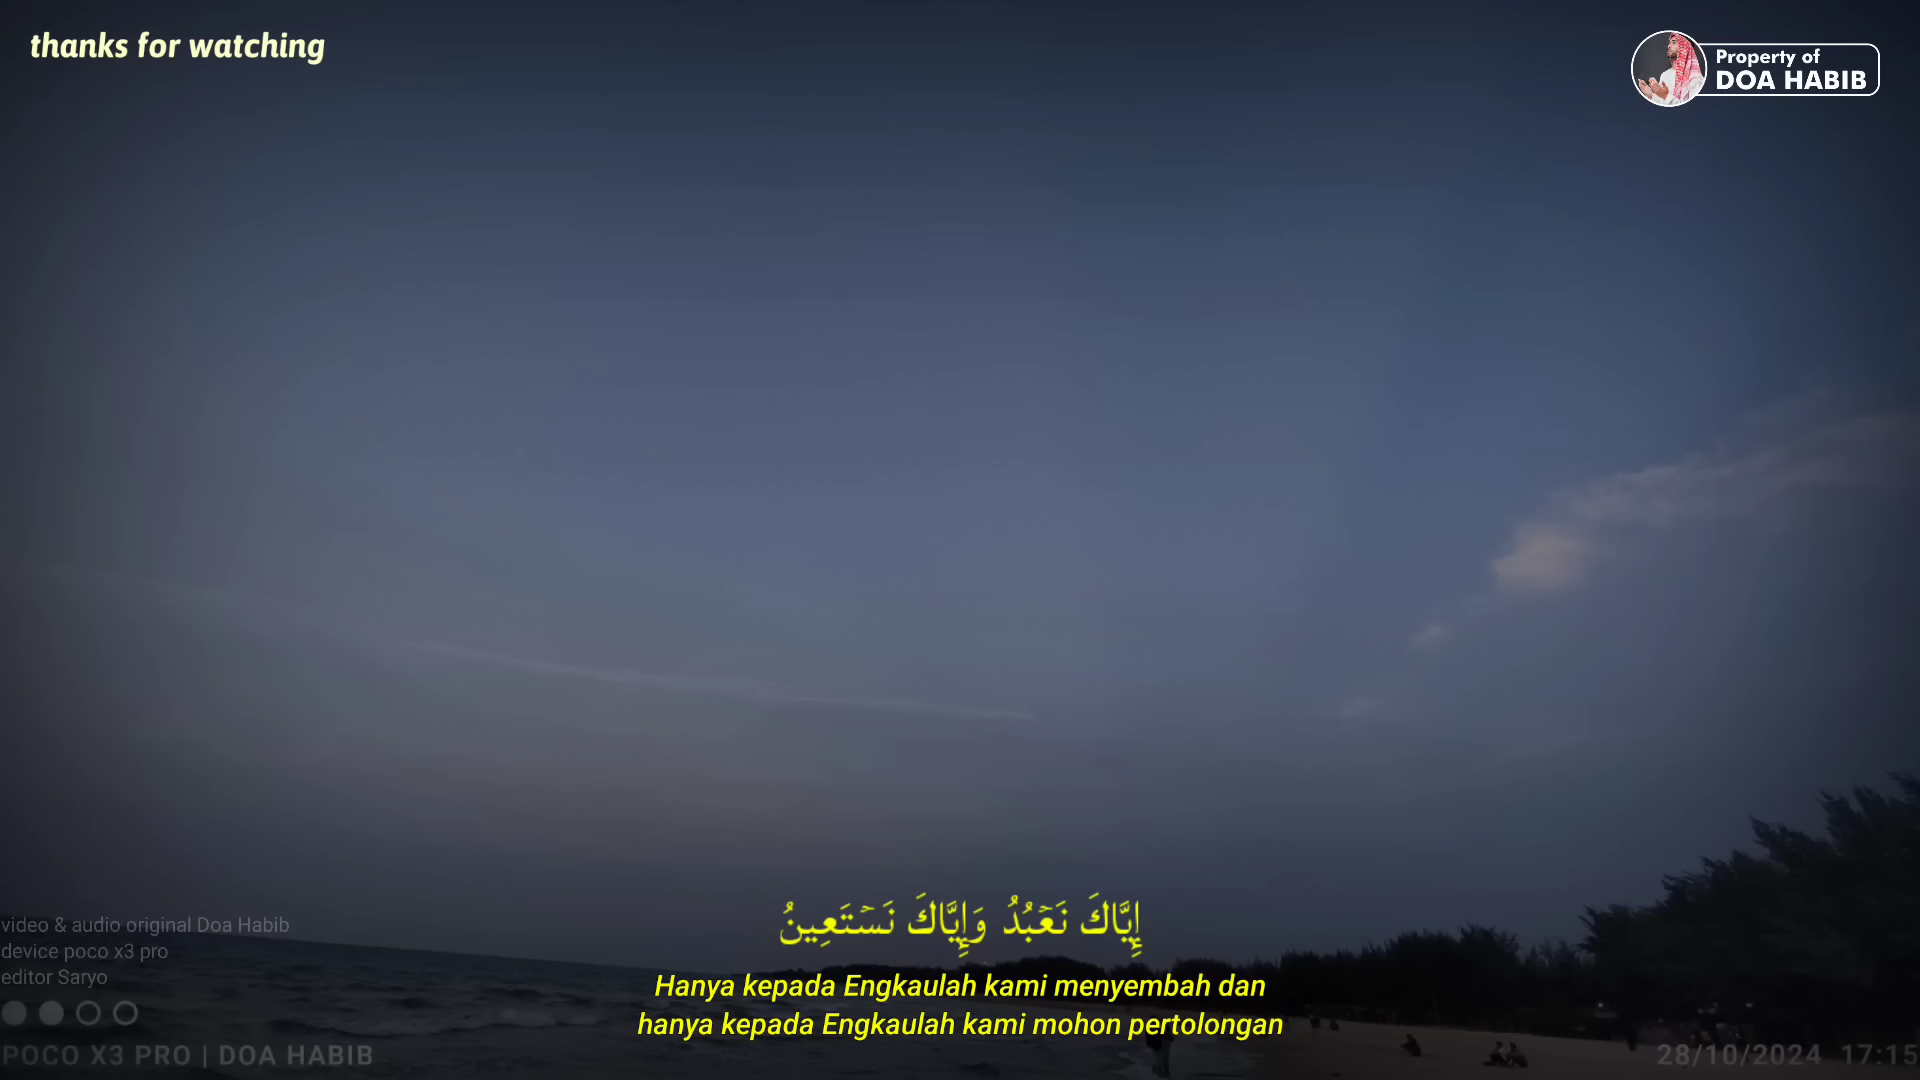 thanks for watching
Property of
DOA HABIB
إِيَّاكَ نَعۡبُدُ وَإِيَّاكَ نَسۡتَعِينُ
Hanya kepada Engkaulah kami menyembah dan
hanya kepada Engkaulah kami mohon pertolongan
video & audio original Doa Habib
device poco x3 pro
editor Saryo
POCO X3 PRO | DOA HABIB
28/10/2024 17:15